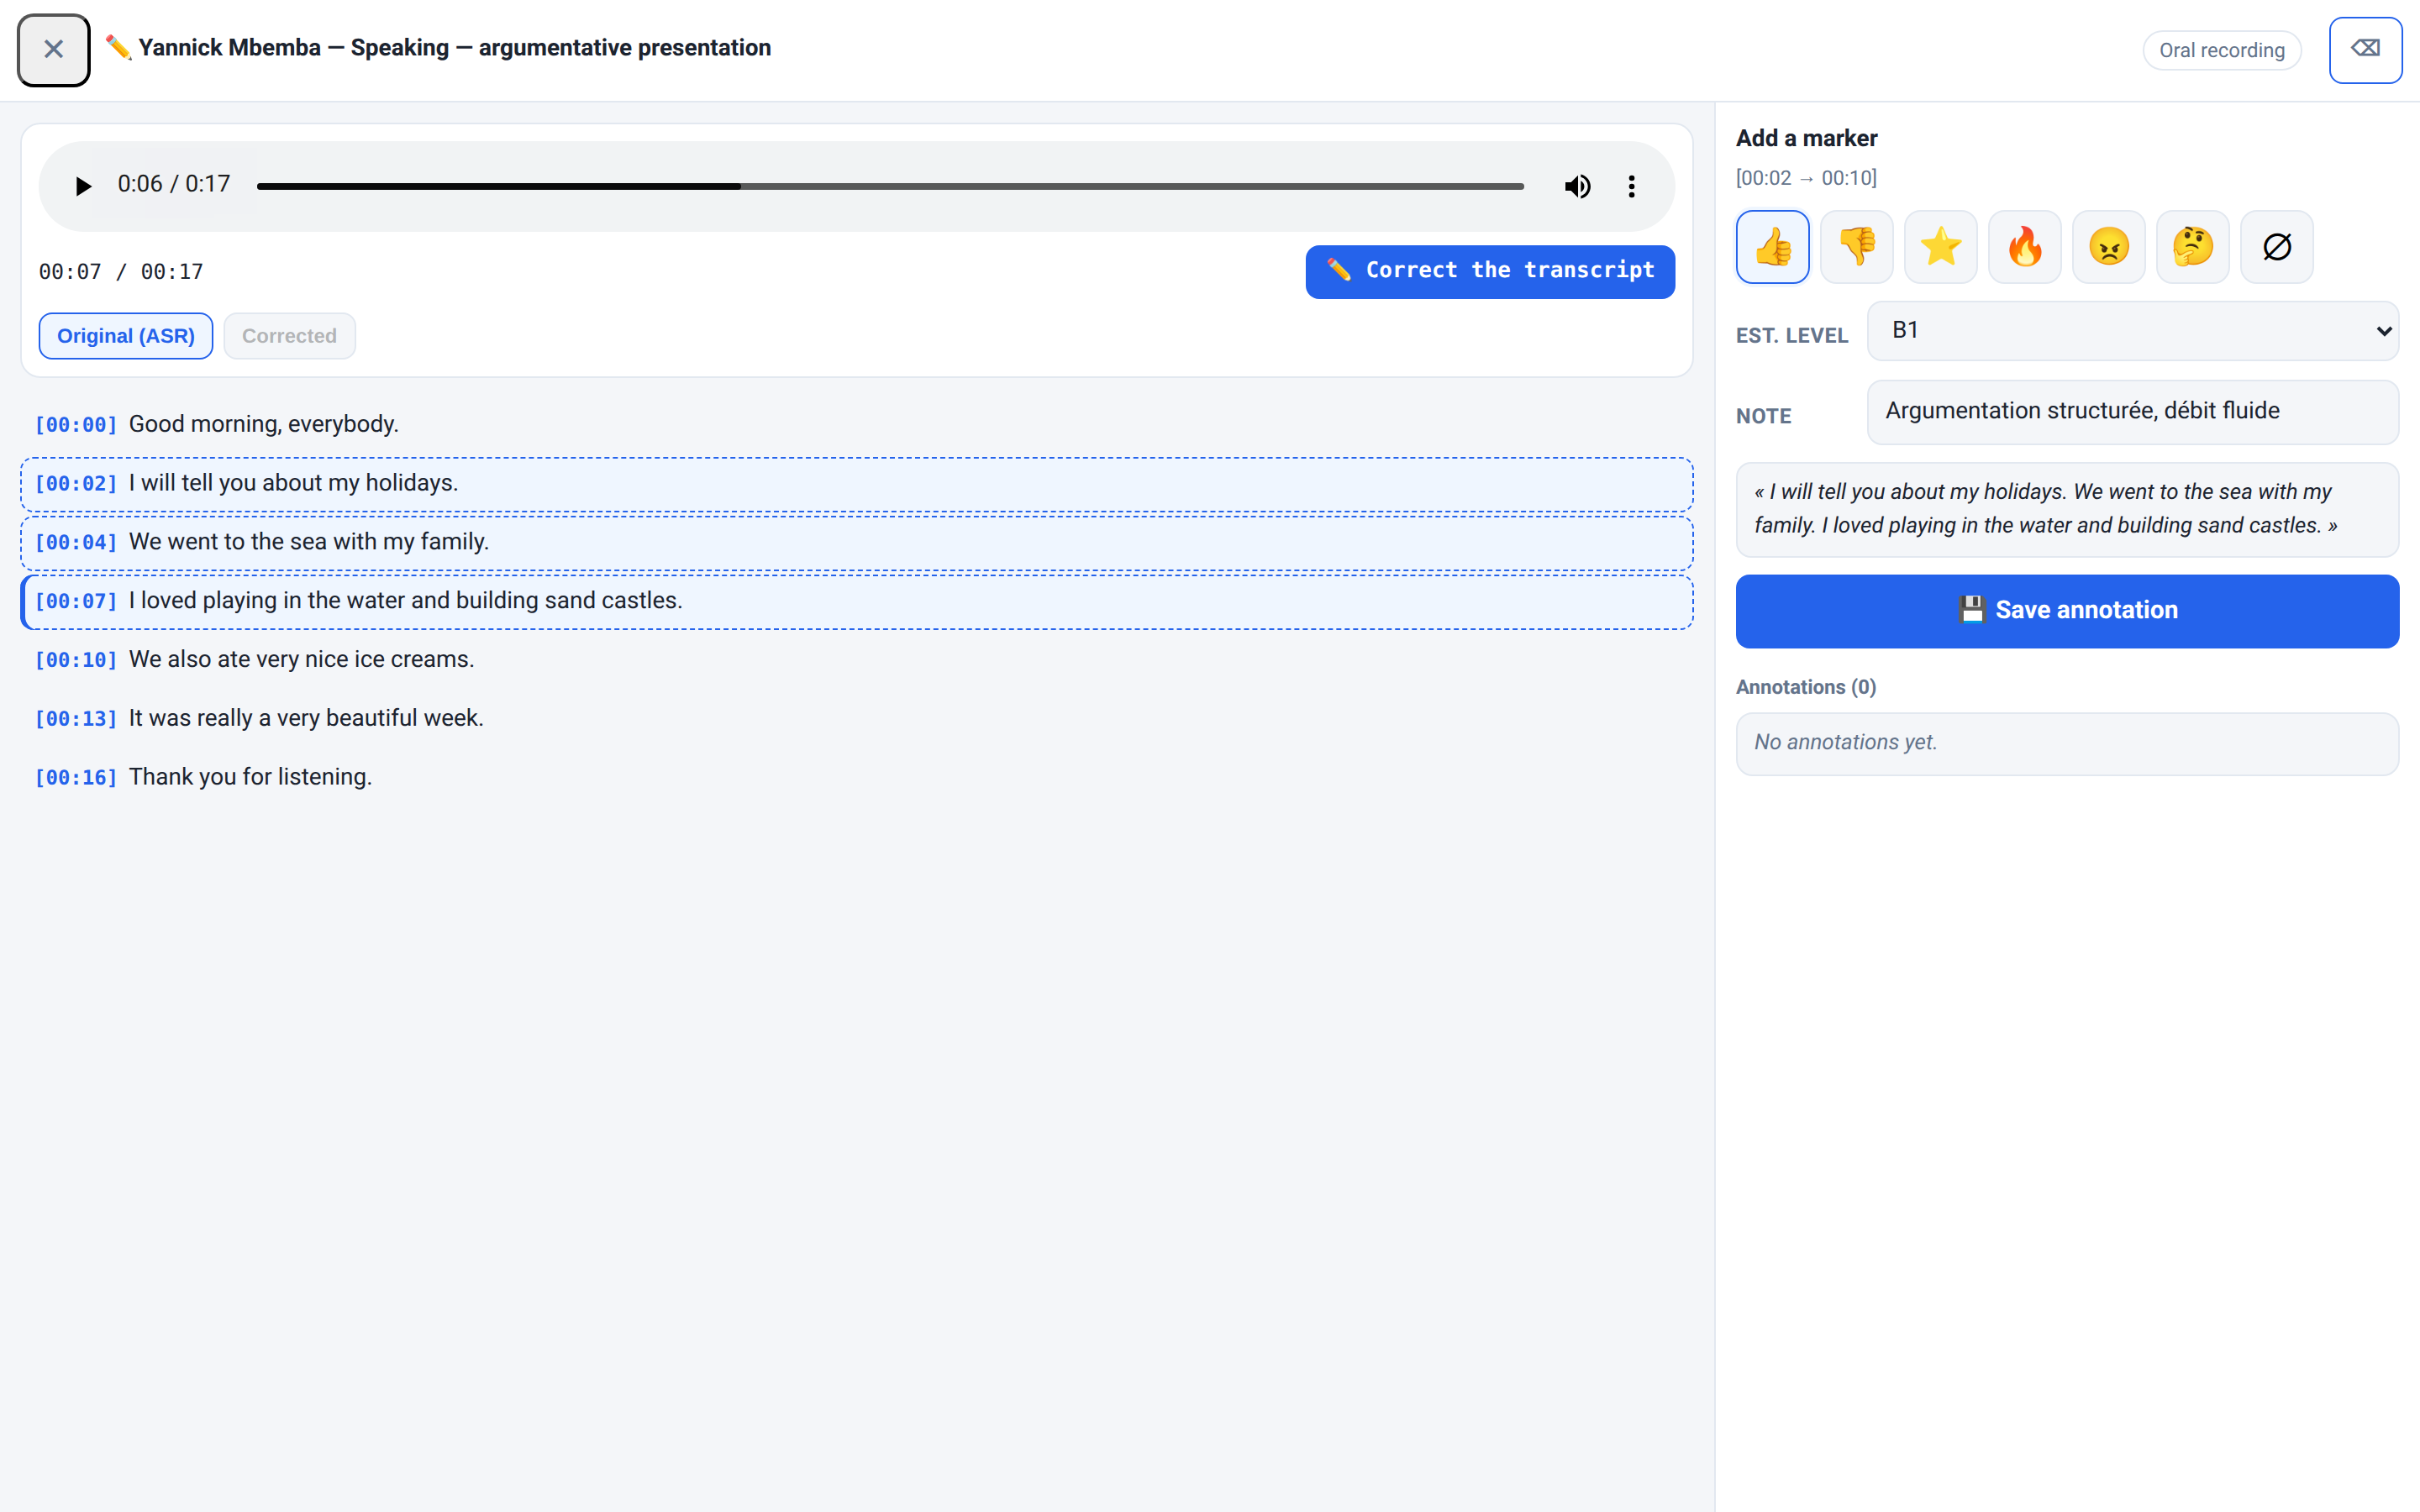 ✕ ✏️ Yannick Mbemba — Speaking — argumentative presentation
Oral recording
⌫
0:06 / 0:17
00:07 / 00:17
✏️ Correct the transcript
Original (ASR)
Corrected
[00:00] Good morning, everybody.
[00:02] I will tell you about my holidays.
[00:04] We went to the sea with my family.
[00:07] I loved playing in the water and building sand castles.
[00:10] We also ate very nice ice creams.
[00:13] It was really a very beautiful week.
[00:16] Thank you for listening.
Add a marker
[00:02 → 00:10]
👍 👎 ⭐ 🔥 😠 🤔 ∅
EST. LEVEL B1
NOTE Argumentation structurée, débit fluide
« I will tell you about my holidays. We went to the sea with my
family. I loved playing in the water and building sand castles. »
💾 Save annotation
Annotations (0)
No annotations yet.